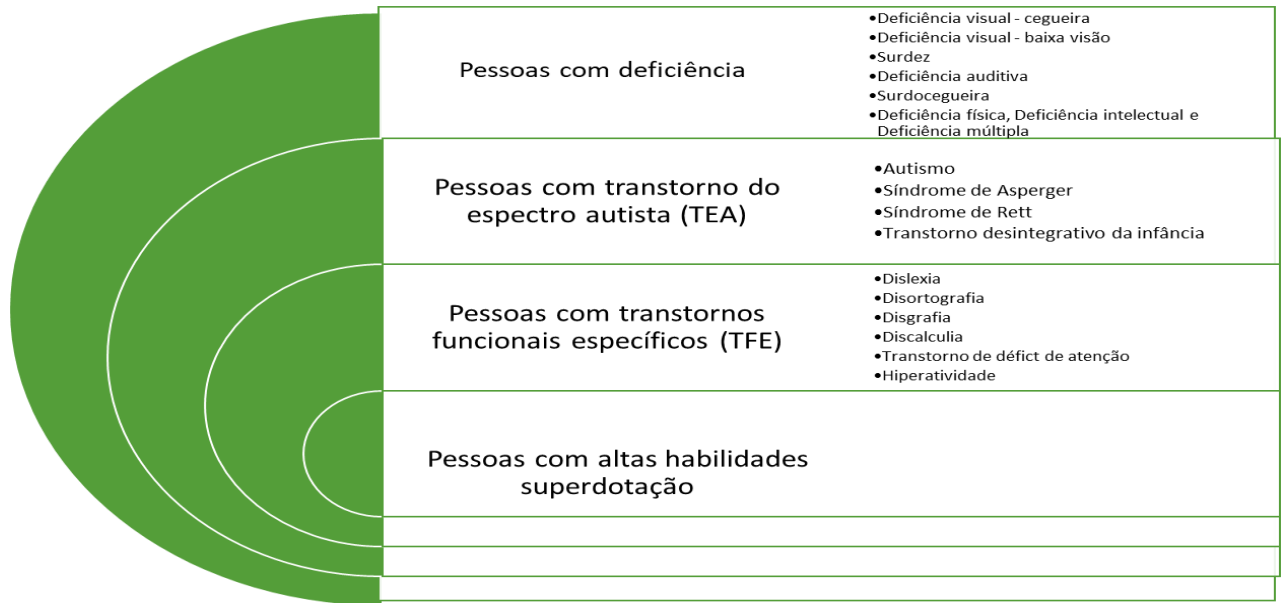 Pessoas com deficiência
•Deficiência visual - cegueira
•Deficiência visual - baixa visão
•Surdez
•Deficiência auditiva
•Surdocegueira
•Deficiência física, Deficiência intelectual e
Deficiência múltipla
Pessoas com transtorno do
espectro autista (TEA)
•Autismo
•Síndrome de Asperger
•Síndrome de Rett
•Transtorno desintegrativo da infância
Pessoas com transtornos
funcionais específicos (TFE)
•Dislexia
•Disortografia
•Disgrafia
•Discalculia
•Transtorno de défict de atenção
•Hiperatividade
Pessoas com altas habilidades
superdotação